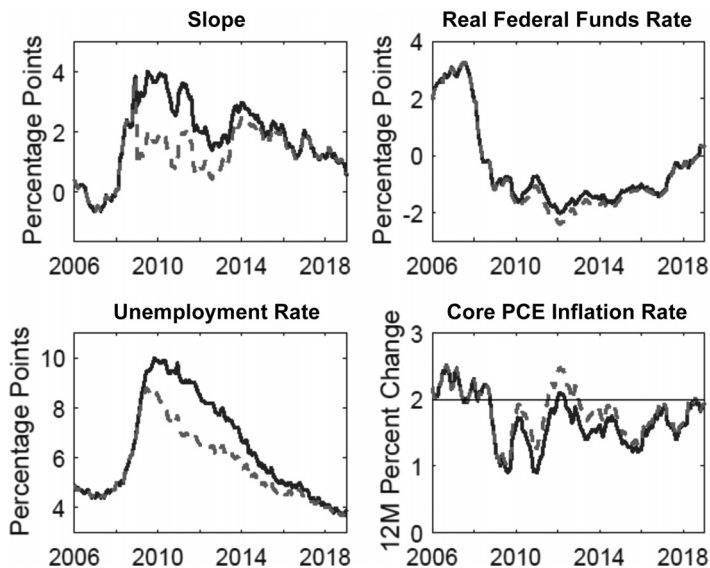 Slope
Percentage Points
4
2
0
2006 2010 2014 2018
Real Federal Funds Rate
Percentage Points
4
2
0
-2
2006 2010 2014 2018
Unemployment Rate
Percentage Points
10
8
6
4
2006 2010 2014 2018
Core PCE Inflation Rate
12M Percent Change
3
2
1
0
2006 2010 2014 2018